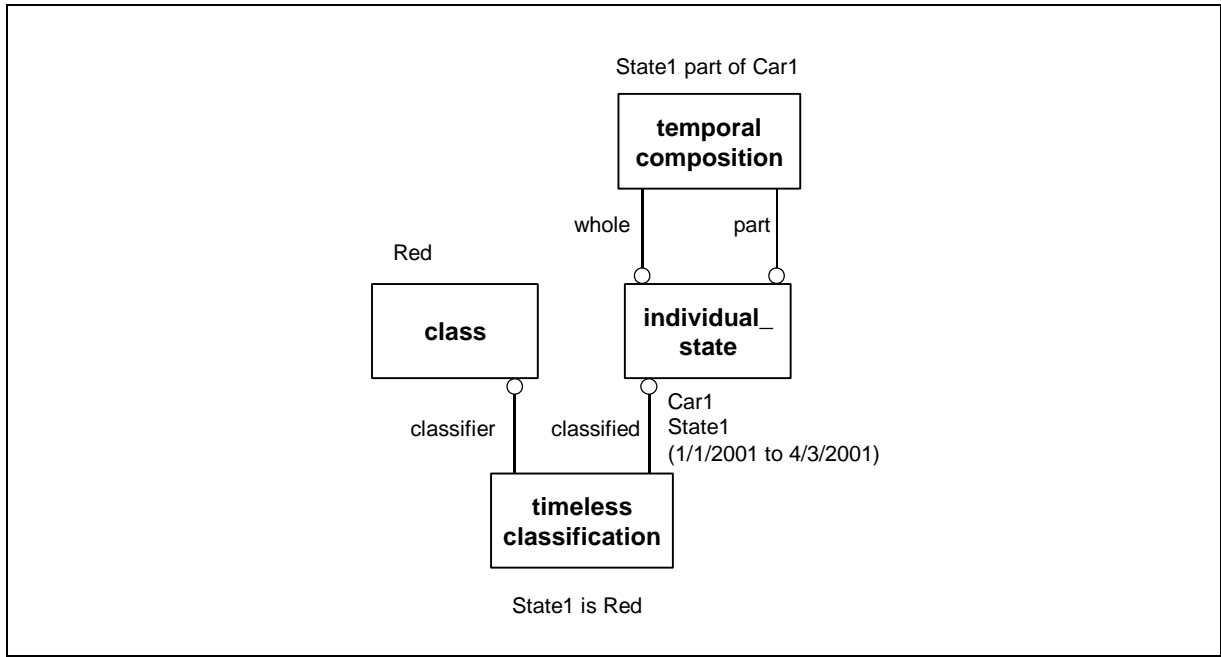 State1 part of Car1
temporal
composition
whole
part
Red
class
individual_
state
classifier
classified
Car1
State1
(1/1/2001 to 4/3/2001)
timeless
classification
State1 is Red